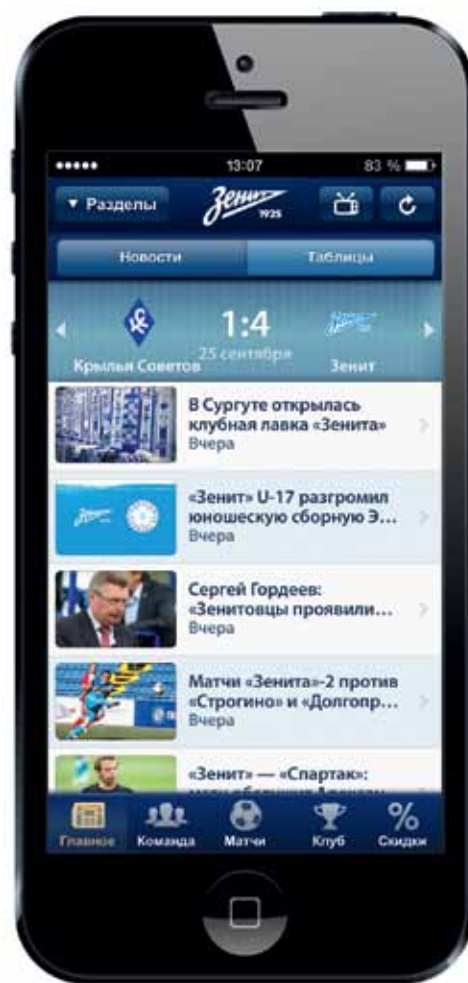 13:07
83 %
▼ Разделы
Зенит
1925
Новости
Таблицы
1:4
25 сентября
Крылья Советов
Зенит
В Сургуте открылась
клубная лавка «Зенита»
Вчера
«Зенит» U-17 разгромил
юношескую сборную Э...
Вчера
Сергей Гордеев:
«Зенитовцы проявили...
Вчера
Матчи «Зенита»-2 против
«Строгино» и «Долгопр...
Вчера
«Зенит» — «Спартак»:
Главное
Команда
Матчи
Клуб
Скидки